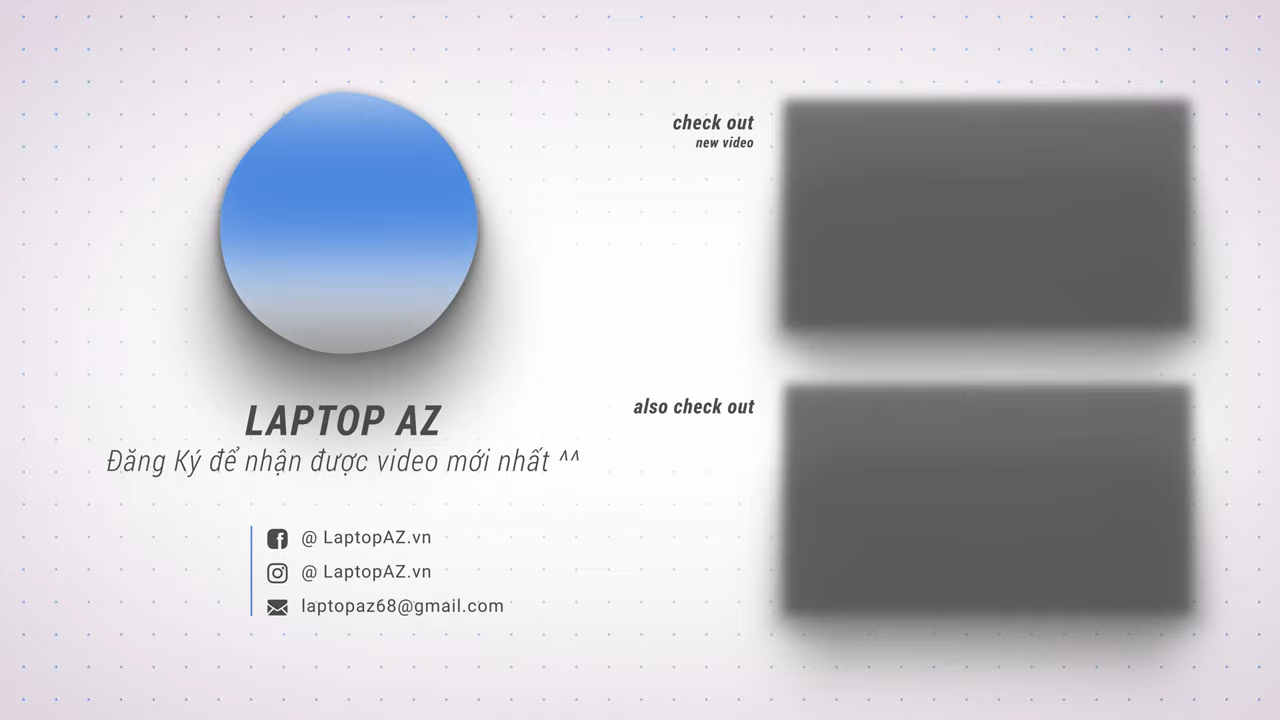 LAPTOP AZ
Đăng Ký để nhận được video mới nhất ^^
@ LaptopAZ.vn
@ LaptopAZ.vn
laptopaz68@gmail.com
check out
new video
also check out